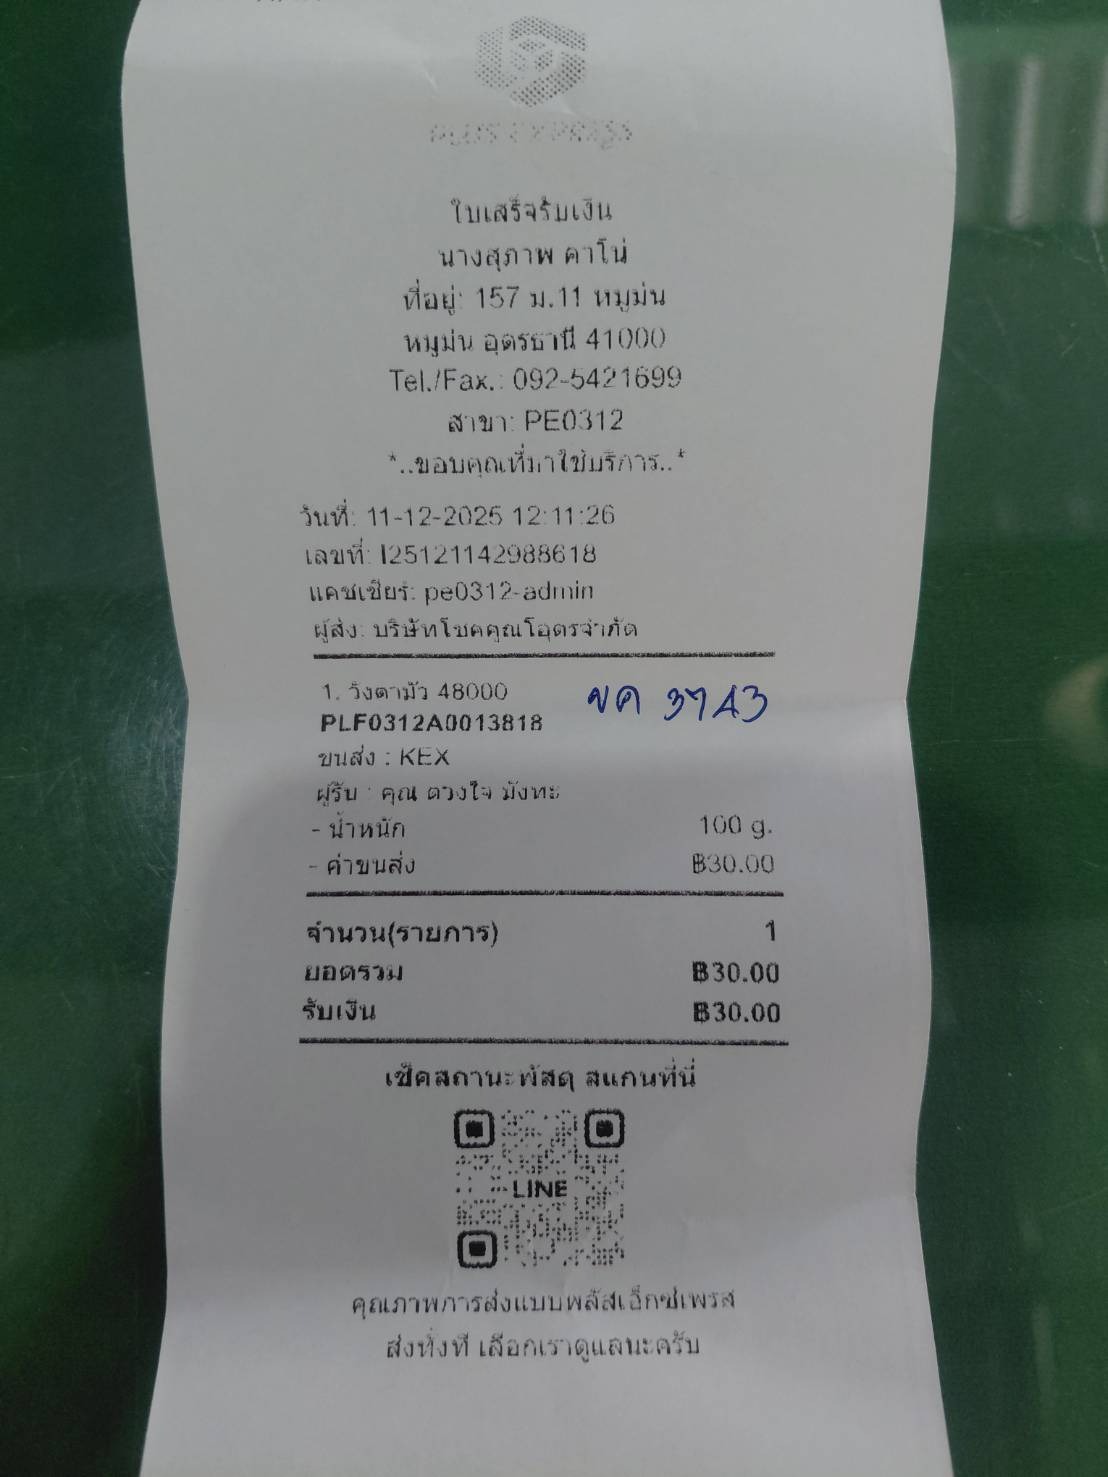 PLUS EXPRESS
ใบเสร็จรับเงิน
นางสุภาพ คาโน่
ที่อยู่: 157 ม.11 หมูม่น
หมูม่น อุดรธานี 41000
Tel./Fax.: 092-5421699
สาขา: PE0312
*..ขอบคุณที่มาใช้บริการ..*
วันที่: 11-12-2025 12:11:26
เลขที่: I25121142988618
แคชเชียร์: pe0312-admin
ผู้ส่ง: บริษัทโชคคูณโอุดรจำกัด
1. วังตามัว 48000
ขค 3743
PLF0312A0013818
ขนส่ง : KEX
ผู้รับ : คุณ ดวงใจ มังทะ
- น้ำหนัก 100 g.
- ค่าขนส่ง ฿30.00
จำนวน(รายการ) 1
ยอดรวม ฿30.00
รับเงิน ฿30.00
เช็คสถานะพัสดุ สแกนที่นี่
LINE
คุณภาพการส่งแบบพลัสเอ็กซ์เพรส
ส่งทั้งที เลือกเราดูแลนะครับ